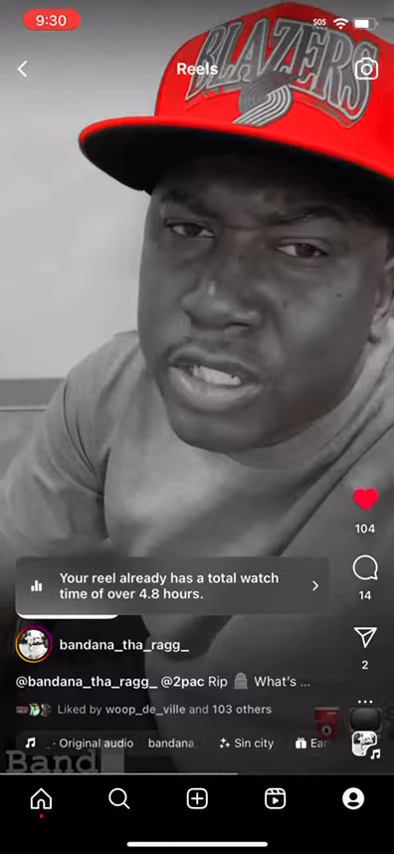 9:30
SOS
Reels
BLAZERS
104
Your reel already has a total watch
time of over 4.8 hours.
14
bandana_tha_ragg_
2
@bandana_tha_ragg_ @2pac Rip 🪦 What's ...
Liked by woop_de_ville and 103 others
· Original audio bandana
Sin city
Ear
Band